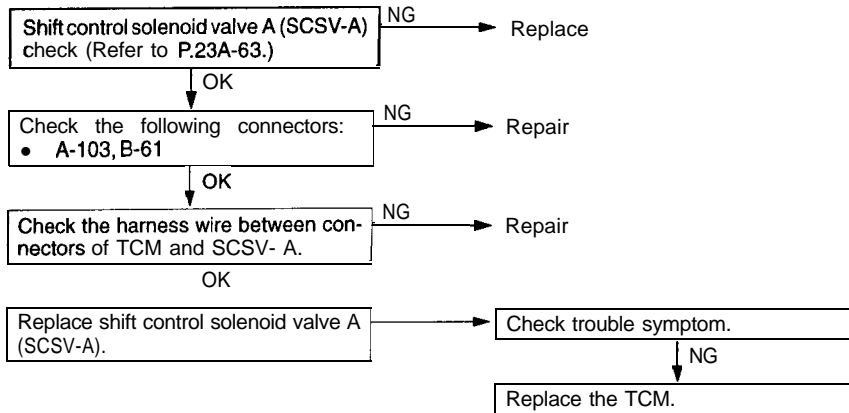 Shift control solenoid valve A (SCSV-A)
check (Refer to P.23A-63.)
NG
Replace
OK
Check the following connectors:
● A-103, B-61
NG
Repair
OK
Check the harness wire between con-
nectors of TCM and SCSV- A.
NG
Repair
OK
Replace shift control solenoid valve A
(SCSV-A).
Check trouble symptom.
NG
Replace the TCM.